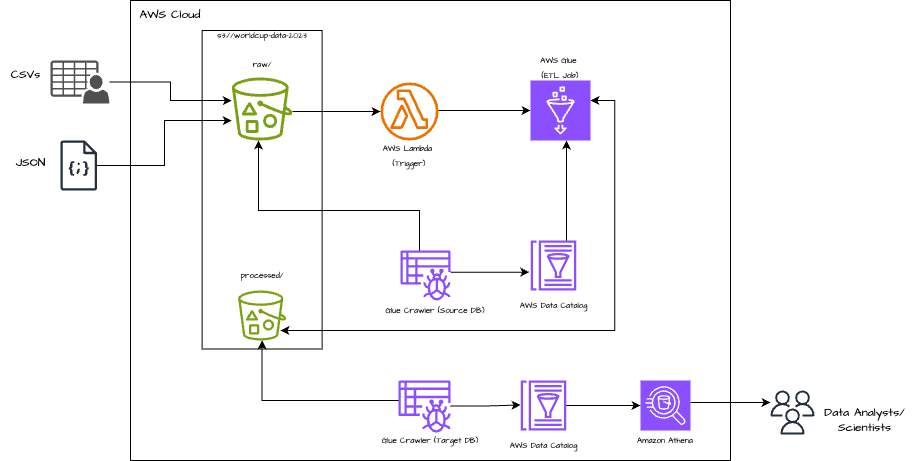 AWS Cloud
s3://worldcup-data-2023
raw/
AWS Glue
(ETL Job)
CSVs
AWS Lambda
(Trigger)
JSON
{;}
processed/
Glue Crawler (Source DB)
AWS Data Catalog
Glue Crawler (Target DB)
AWS Data Catalog
Amazon Athena
Data Analysts/
Scientists